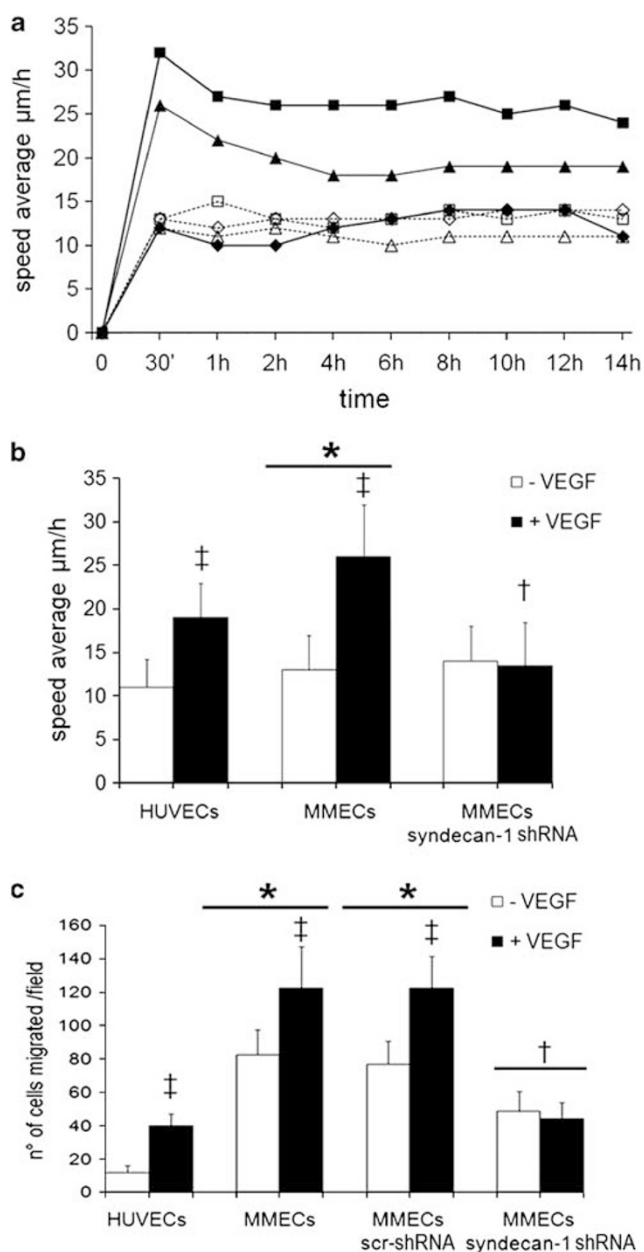 a
35
30
25
20
15
10
5
0
speed average µm/h
0 30' 1h 2h 4h 6h 8h 10h 12h 14h
time
b
*
35
30
25
20
15
10
5
0
speed average µm/h
‡
‡
†
- VEGF
+ VEGF
HUVECs MMECs MMECs
syndecan-1 shRNA
c
* *
160
140
120
100
80
60
40
20
0
n° of cells migrated /field
‡
‡
‡
†
- VEGF
+ VEGF
HUVECs MMECs MMECs MMECs
scr-shRNA syndecan-1 shRNA